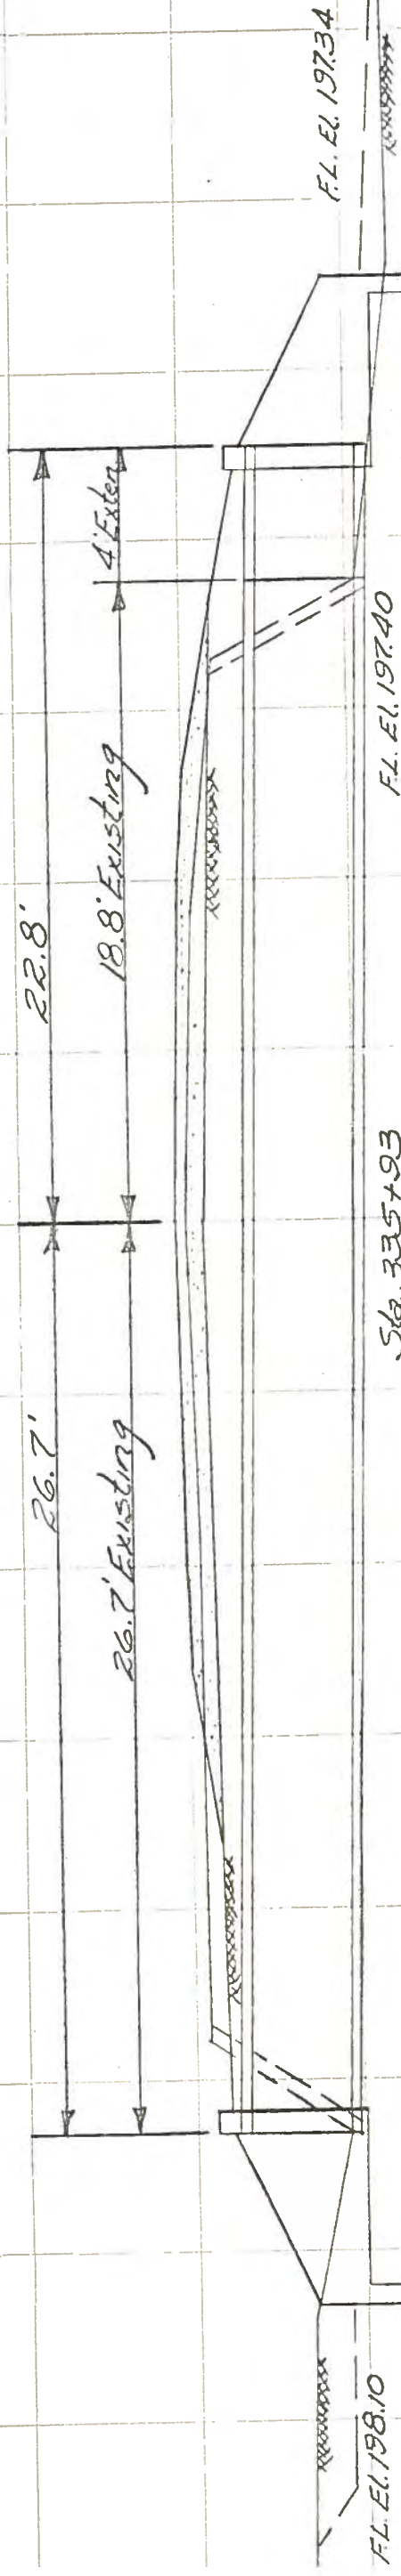 26.7'
22.8'
26.7' Existing
18.8' Existing
4' Exten
F.L. El. 198.10
Sta. 335+93
F.L. El. 197.40
F.L. El. 197.34